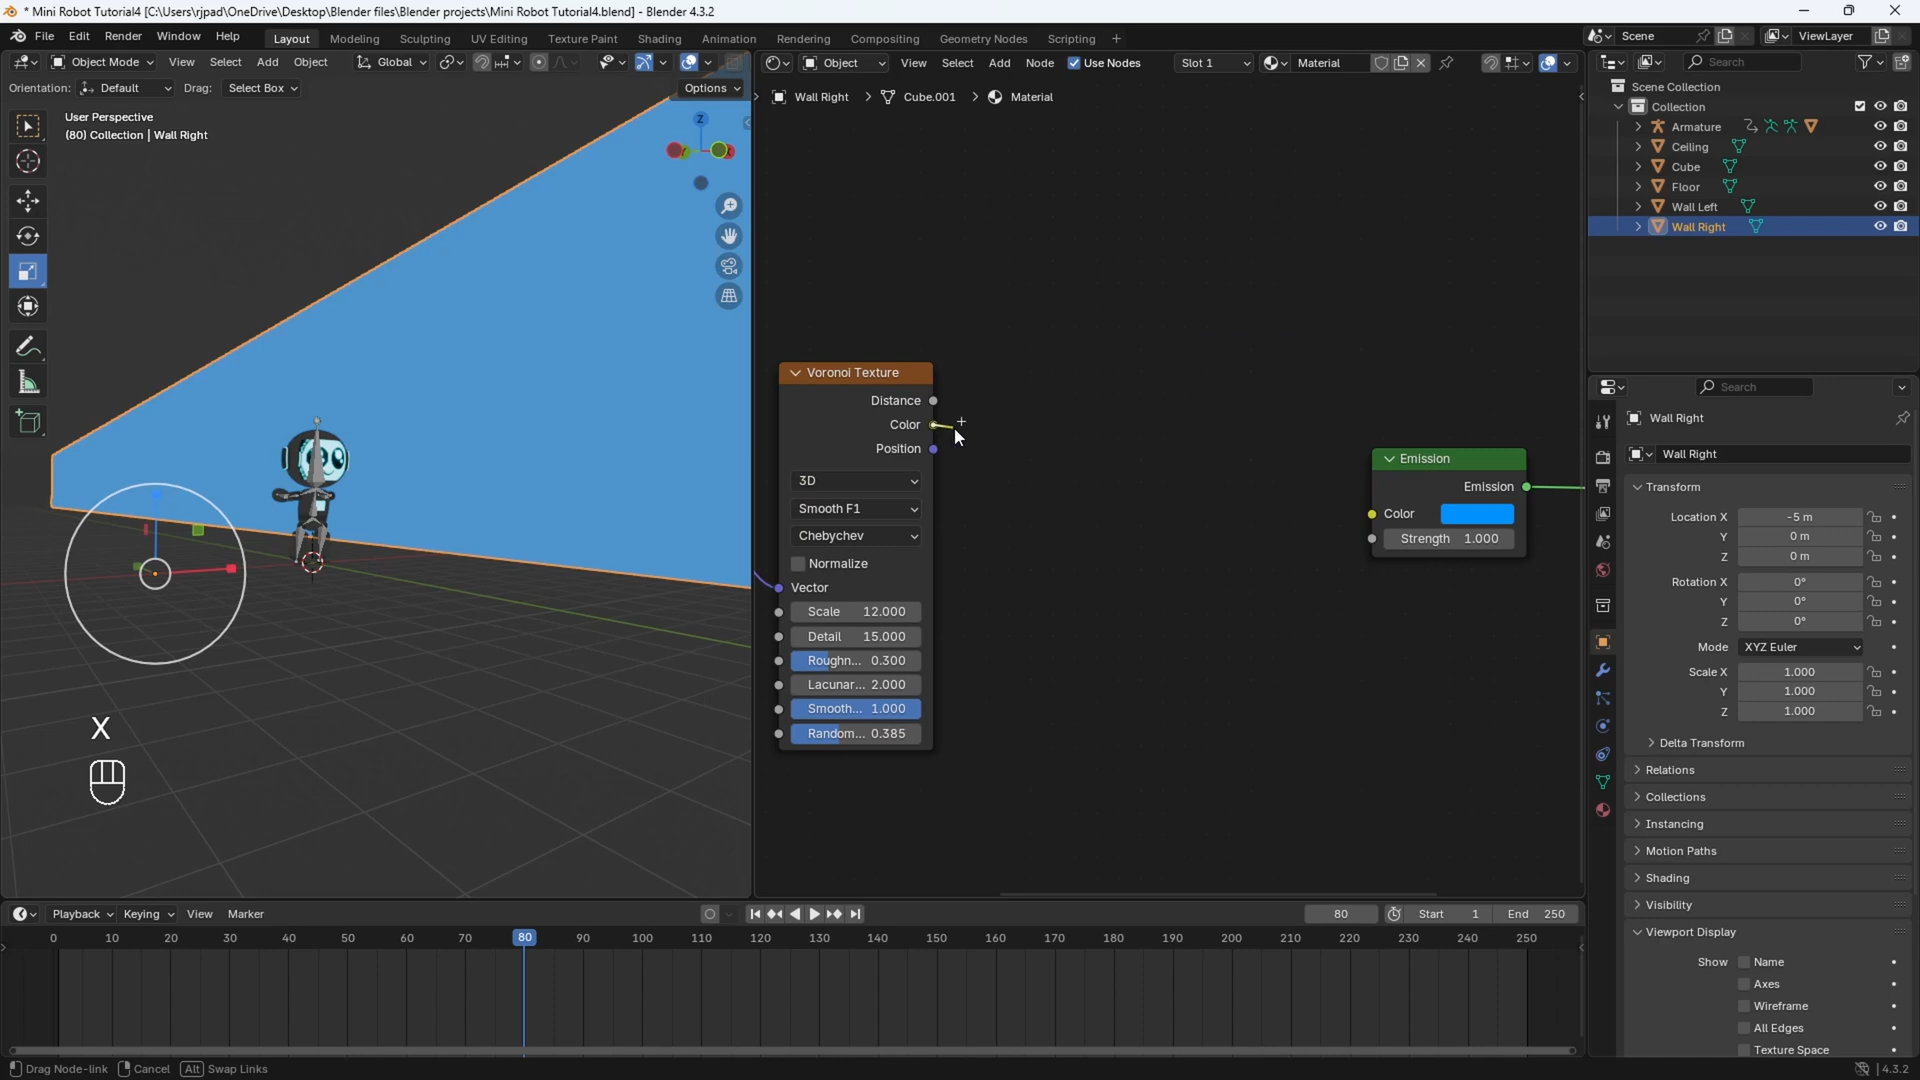 * Mini Robot Tutorial4 [C:\Users\rjpad\OneDrive\Desktop\Blender files\Blender projects\Mini Robot Tutorial4.blend] - Blender 4.3.2
File Edit Render Window Help Layout Modeling Sculpting UV Editing Texture Paint Shading Animation Rendering Compositing Geometry Nodes Scripting + Scene ViewLayer
Object Mode View Select Add Object Global Object View Select Add Node Use Nodes Slot 1 Material Search
Orientation: Default Drag: Select Box Options
User Perspective
(80) Collection | Wall Right
Z
Wall Right Cube.001 Material
Scene Collection
Collection
Armature
Ceiling
Cube
Floor
Wall Left
Wall Right
Voronoi Texture
Distance
Color
Position
3D
Smooth F1
Chebychev
Normalize
Vector
Scale 12.000
Detail 15.000
Roughn... 0.300
Lacunar... 2.000
Smooth... 1.000
Random... 0.385
Emission
Emission
Color
Strength 1.000
X
Search
Wall Right
Wall Right
Transform
Location X -5 m
Y 0 m
Z 0 m
Rotation X 0°
Y 0°
Z 0°
Mode XYZ Euler
Scale X 1.000
Y 1.000
Z 1.000
Delta Transform
Relations
Collections
Instancing
Motion Paths
Shading
Visibility
Viewport Display
Show Name
Axes
Wireframe
All Edges
Texture Space
Playback Keying View Marker 80 Start 1 End 250
0 10 20 30 40 50 60 70 80 90 100 110 120 130 140 150 160 170 180 190 200 210 220 230 240 250
Drag Node-link Cancel Alt Swap Links 4.3.2